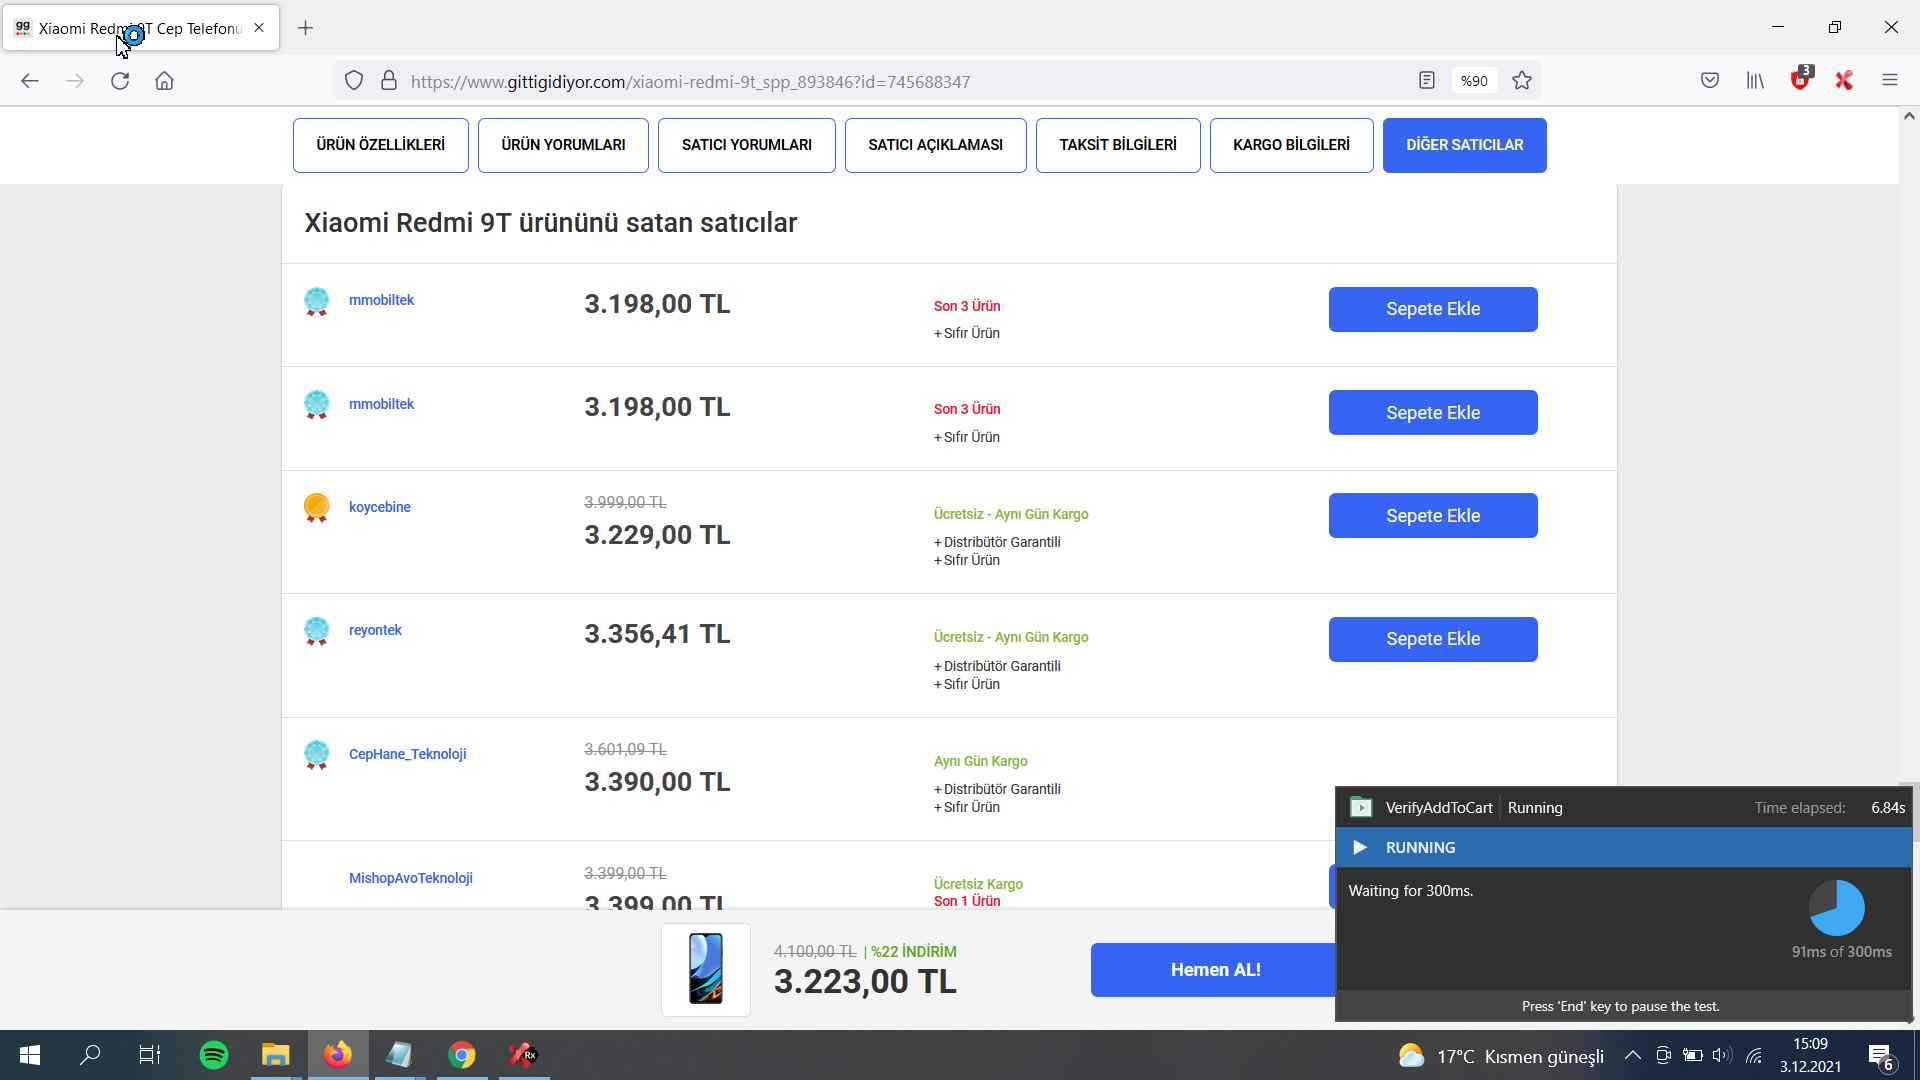 gg Xiaomi Redmi 9T Cep Telefonu
https://www.gittigidiyor.com/xiaomi-redmi-9t_spp_893846?id=745688347
%90
3
ÜRÜN ÖZELLİKLERİ
ÜRÜN YORUMLARI
SATICI YORUMLARI
SATICI AÇIKLAMASI
TAKSİT BİLGİLERİ
KARGO BİLGİLERİ
DİĞER SATICILAR
Xiaomi Redmi 9T ürününü satan satıcılar
mmobiltek
3.198,00 TL
Son 3 Ürün
+ Sıfır Ürün
Sepete Ekle
mmobiltek
3.198,00 TL
Son 3 Ürün
+ Sıfır Ürün
Sepete Ekle
koycebine
3.999,00 TL
3.229,00 TL
Ücretsiz - Aynı Gün Kargo
+ Distribütör Garantili
+ Sıfır Ürün
Sepete Ekle
reyontek
3.356,41 TL
Ücretsiz - Aynı Gün Kargo
+ Distribütör Garantili
+ Sıfır Ürün
Sepete Ekle
CepHane_Teknoloji
3.601,09 TL
3.390,00 TL
Aynı Gün Kargo
+ Distribütör Garantili
+ Sıfır Ürün
MishopAvoTeknoloji
3.399,00 TL
3.399,00 TL
Ücretsiz Kargo
Son 1 Ürün
4.100,00 TL | %22 İNDİRİM
3.223,00 TL
Hemen AL!
VerifyAddToCart Running Time elapsed: 6.84s
RUNNING
Waiting for 300ms.
91ms of 300ms
Press 'End' key to pause the test.
Rx
17°C Kısmen güneşli
15:09
3.12.2021
6